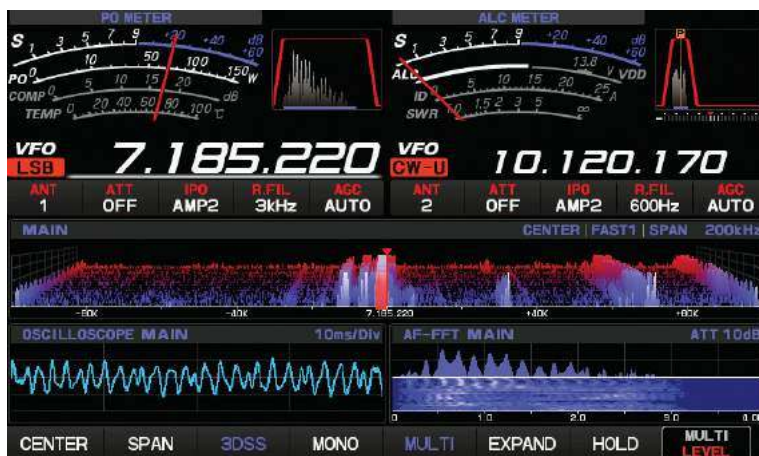 PO METER
S 1 3 5 7 9 +20 +40 +60 dB
PO 0 10 50 100 150 W
COMP 0 5 10 15 20 dB
TEMP 0 20 40 60 80 100 °C
ALC METER
S 1 3 5 7 9 +20 +40 +60 dB
ALC 13.8 V VDD
ID 0 5 10 15 20 25 A
SWR 1.0 1.5 2 3 5 ∞
P
VFO
LSB
7.185.220
VFO
CW-U
10.120.170
ANT ATT IPO R.FIL AGC
1 OFF AMP2 3kHz AUTO
ANT ATT IPO R.FIL AGC
2 OFF AMP2 600Hz AUTO
MAIN CENTER | FAST1 | SPAN 200kHz
-80K -40K 7.185.220 +40K +80K
OSCILLOSCOPE MAIN 10ms/Div
AF-FFT MAIN ATT 10dB
0 1.0 2.0 3.0
CENTER SPAN 3DSS MONO MULTI EXPAND HOLD MULTI
LEVEL